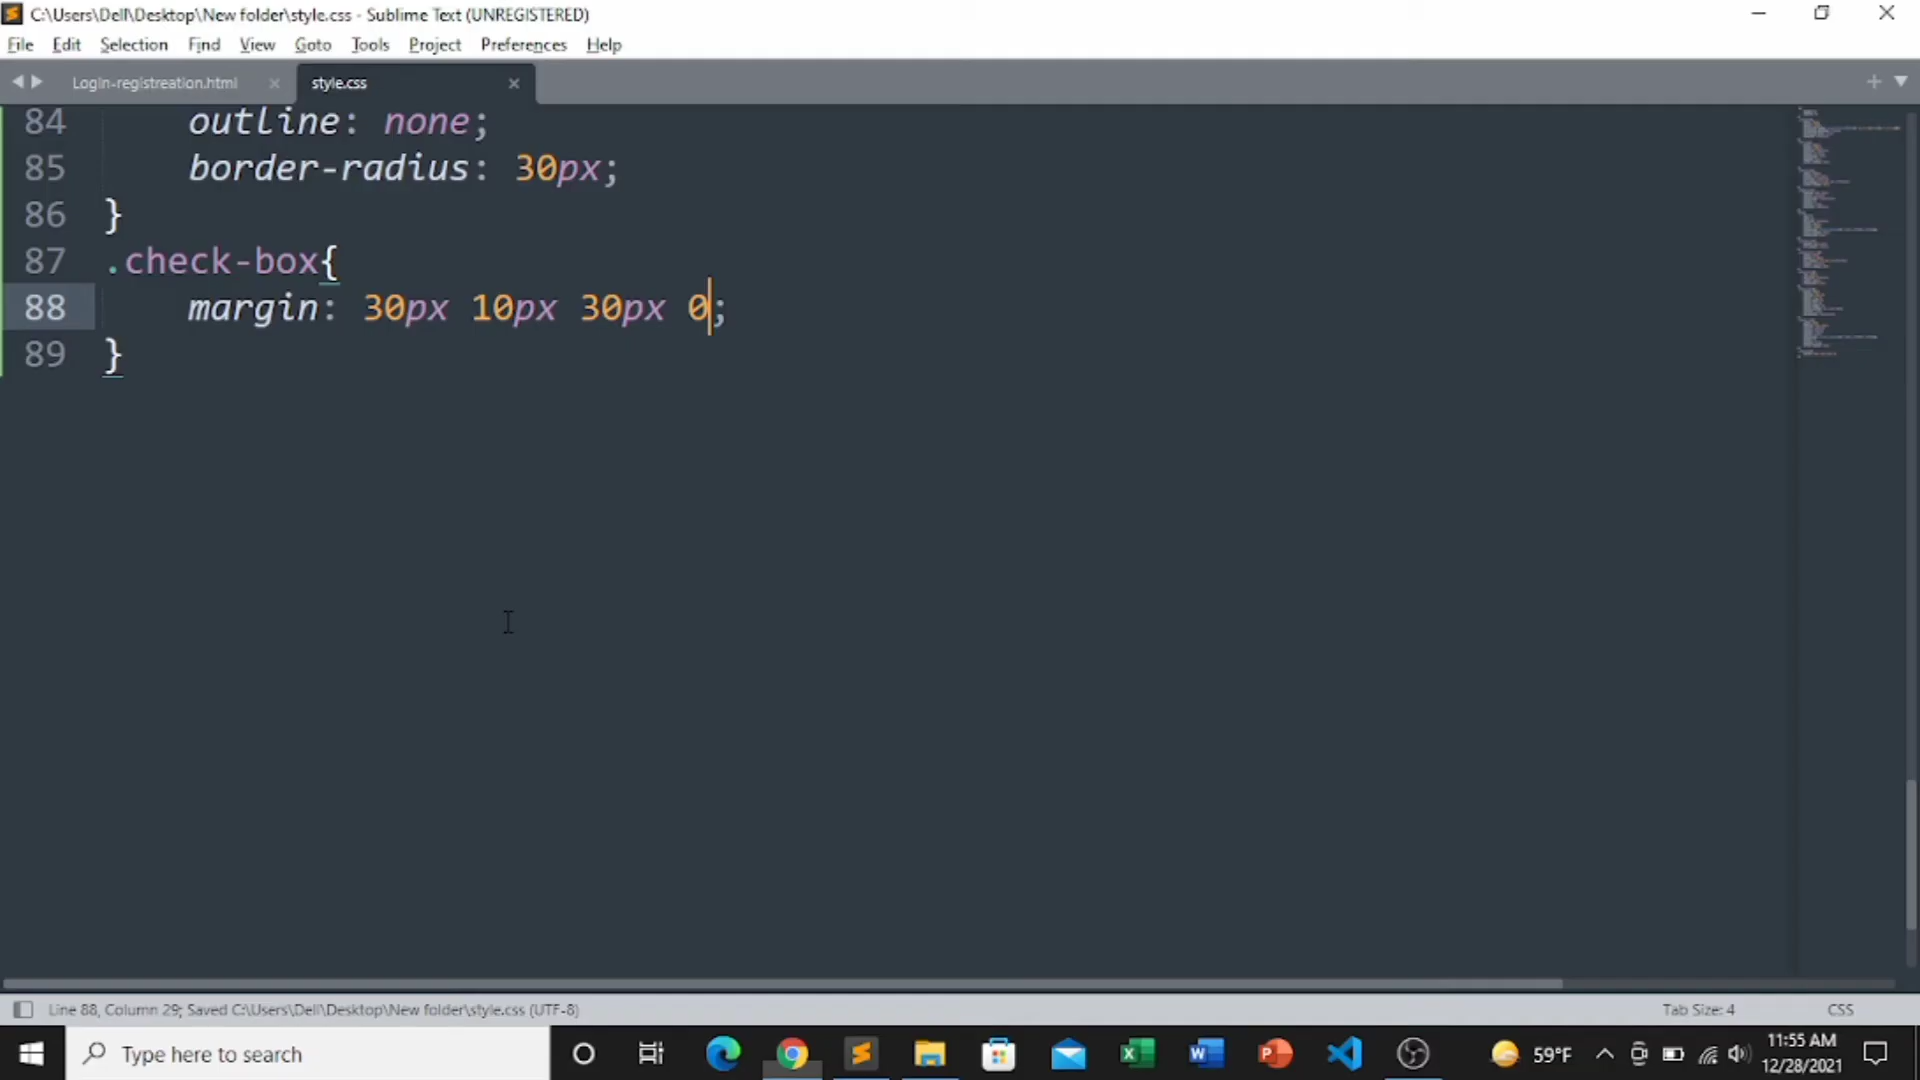 C:\Users\Dell\Desktop\New folder\style.css - Sublime Text (UNREGISTERED)
File Edit Selection Find View Goto Tools Project Preferences Help
Login-registreation.html × style.css ×
84 outline: none;
85 border-radius: 30px;
86 }
87 .check-box{
88 margin: 30px 10px 30px 0;
89 }
Line 88, Column 29; Saved C:\Users\Dell\Desktop\New folder\style.css (UTF-8) Tab Size: 4 CSS
Type here to search 59°F 11:55 AM
12/28/2021